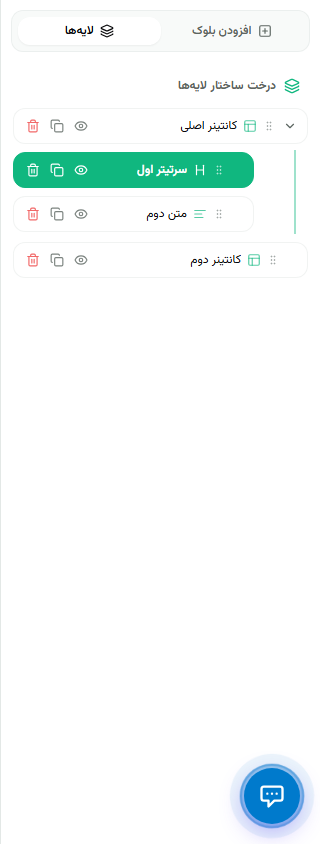 افزودن بلوک
لایه‌ها
درخت ساختار لایه‌ها
کانتینر اصلی
سرتیتر اول
متن دوم
کانتینر دوم